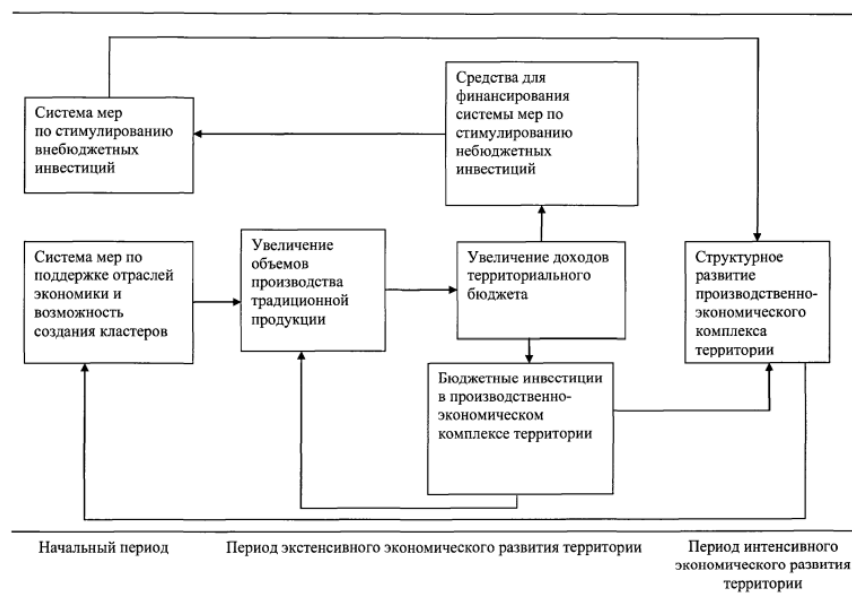 Система мер
по стимулированию
внебюджетных
инвестиций
Средства для
финансирования
системы мер по
стимулированию
небюджетных
инвестиций
Система мер по
поддержке отраслей
экономики и
возможность
создания кластеров
Увеличение
объемов
производства
традиционной
продукции
Увеличение доходов
территориального
бюджета
Структурное
развитие
производственно-
экономического
комплекса
территории
Бюджетные инвестиции
в производственно-
экономическом
комплексе территории
Начальный период
Период экстенсивного экономического развития территории
Период интенсивного
экономического развития
территории